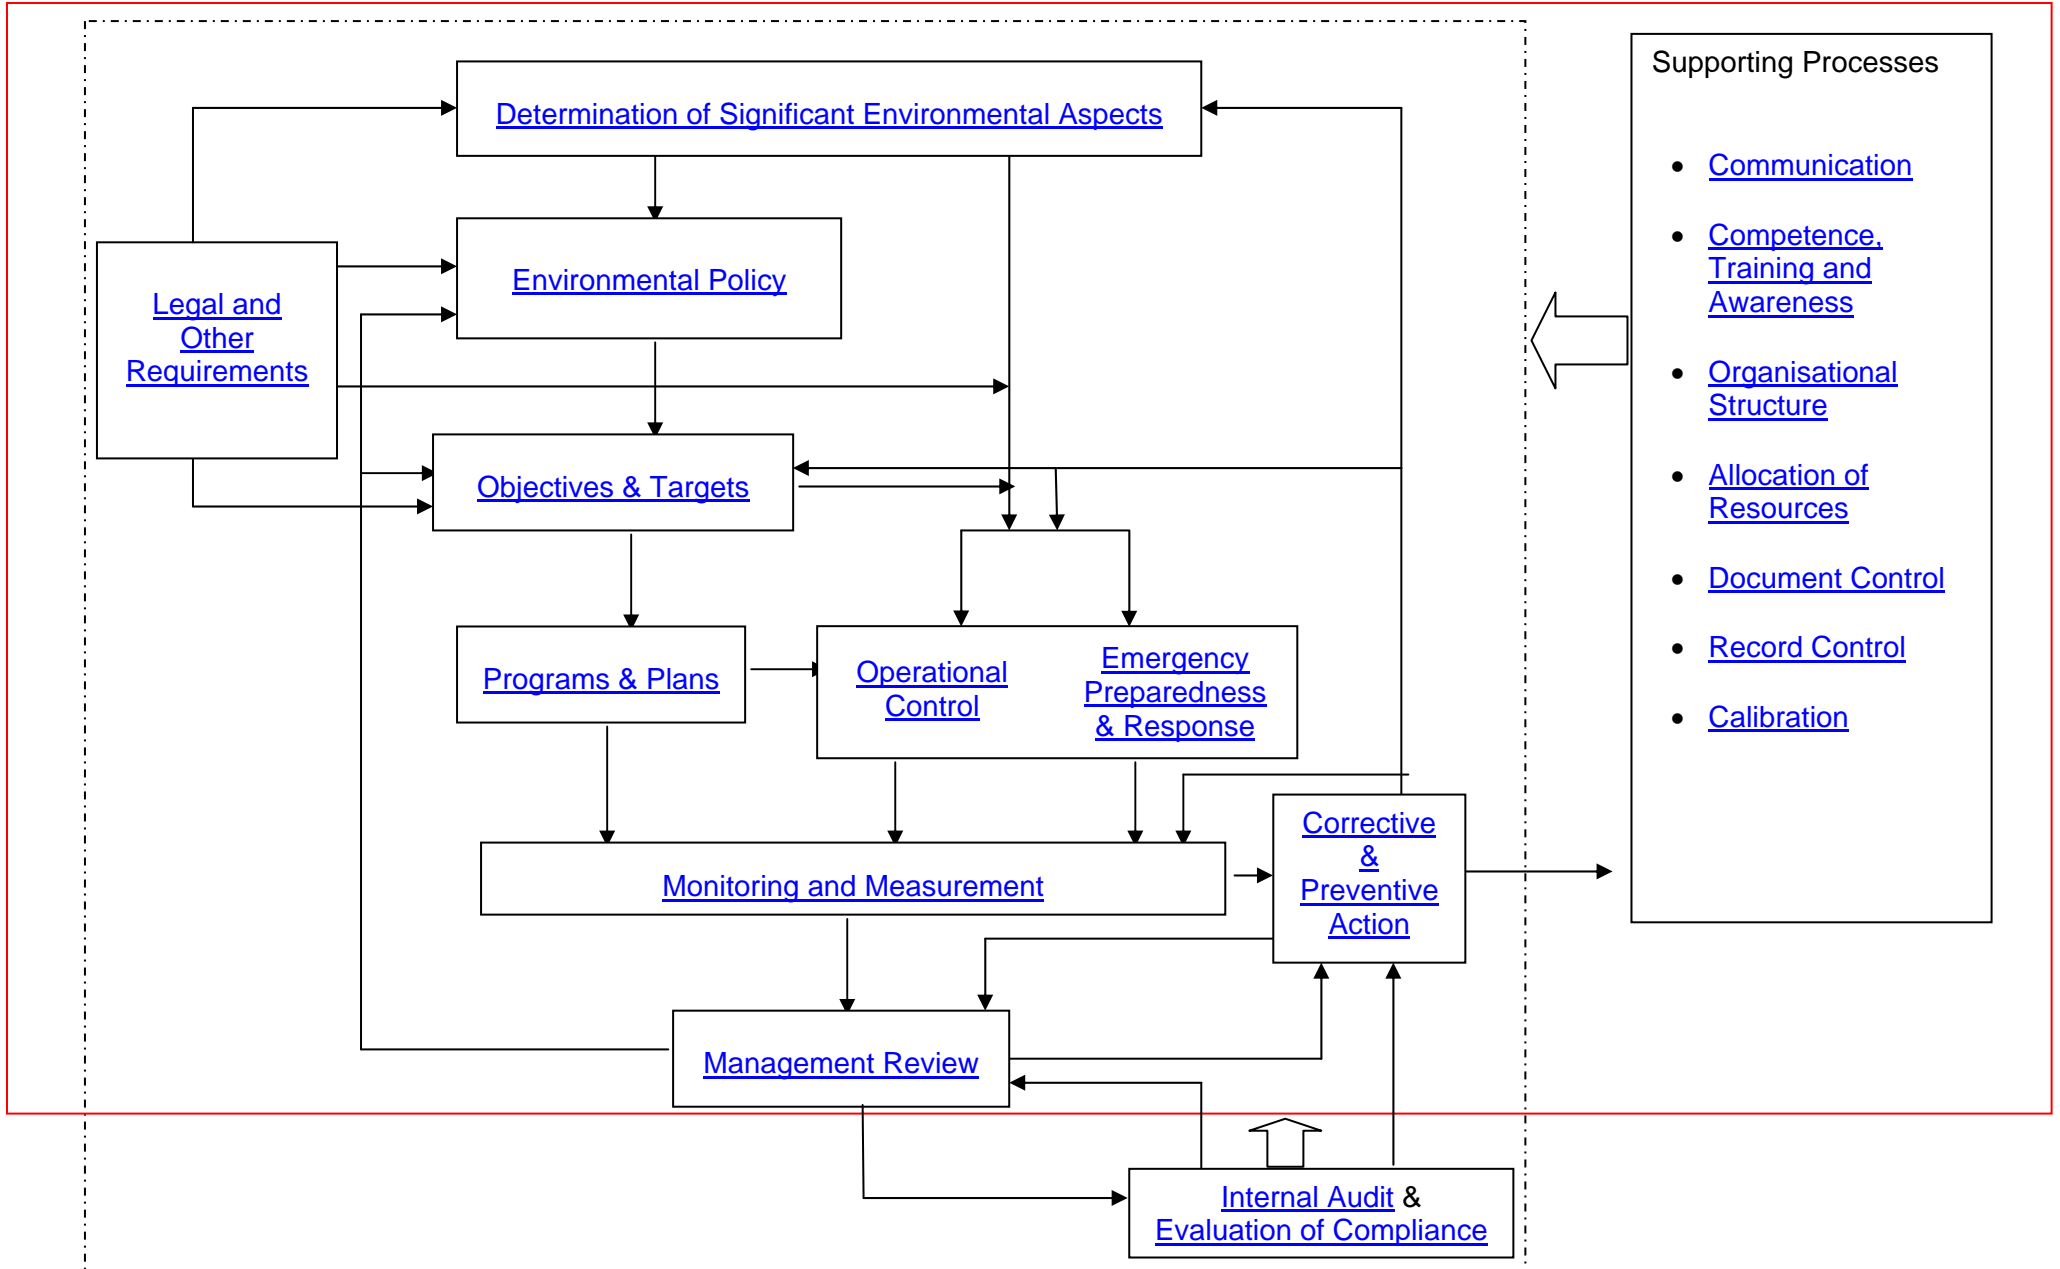 Determination of Significant Environmental Aspects
Environmental Policy
Legal and
Other
Requirements
Objectives & Targets
Programs & Plans
Operational
Control
Emergency
Preparedness
& Response
Monitoring and Measurement
Corrective
&
Preventive
Action
Management Review
Internal Audit &
Evaluation of Compliance
Supporting Processes
• Communication
• Competence,
Training and
Awareness
• Organisational
Structure
• Allocation of
Resources
• Document Control
• Record Control
• Calibration